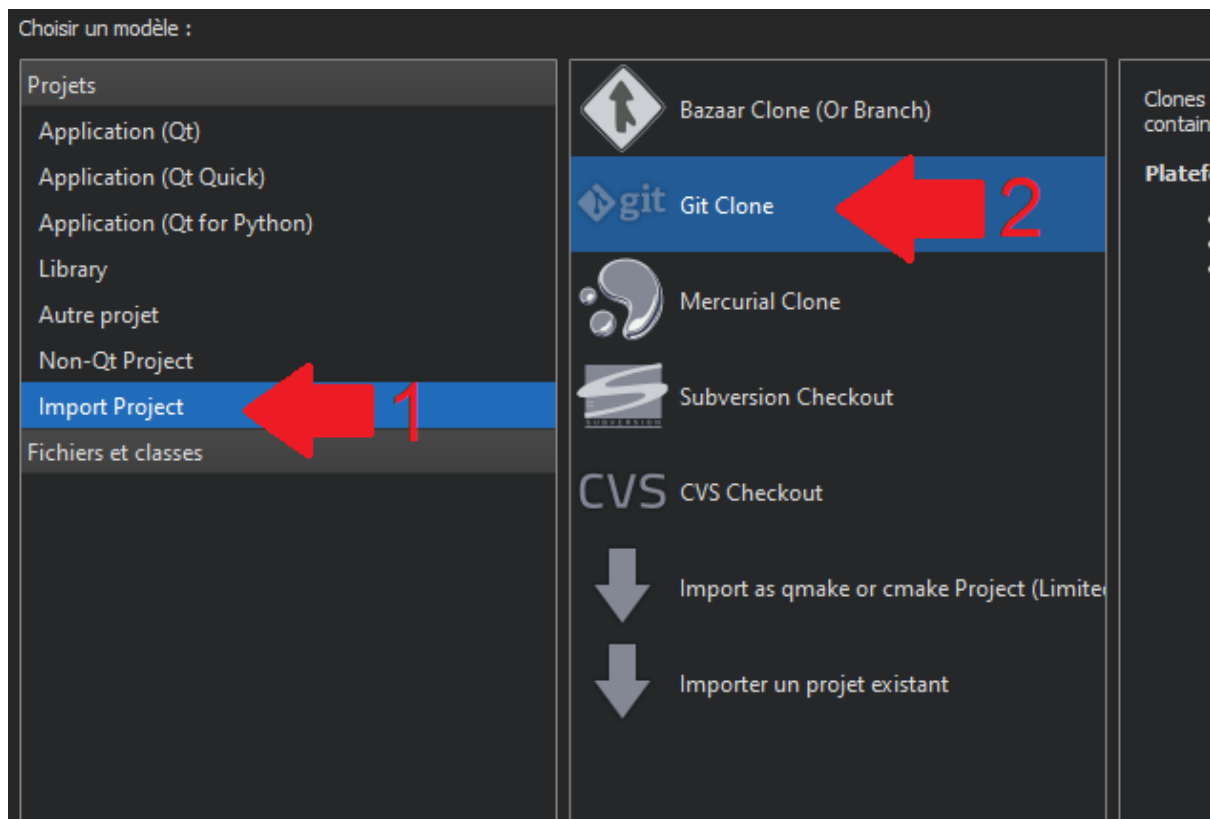 Choisir un modèle :
Projets
Application (Qt)
Application (Qt Quick)
Application (Qt for Python)
Library
Autre projet
Non-Qt Project
Import Project
1
Fichiers et classes
Bazaar Clone (Or Branch)
git Git Clone
2
Mercurial Clone
SUBVERSION
Subversion Checkout
CVS CVS Checkout
Import as qmake or cmake Project (Limite
Importer un projet existant
Clones
contain
Platef